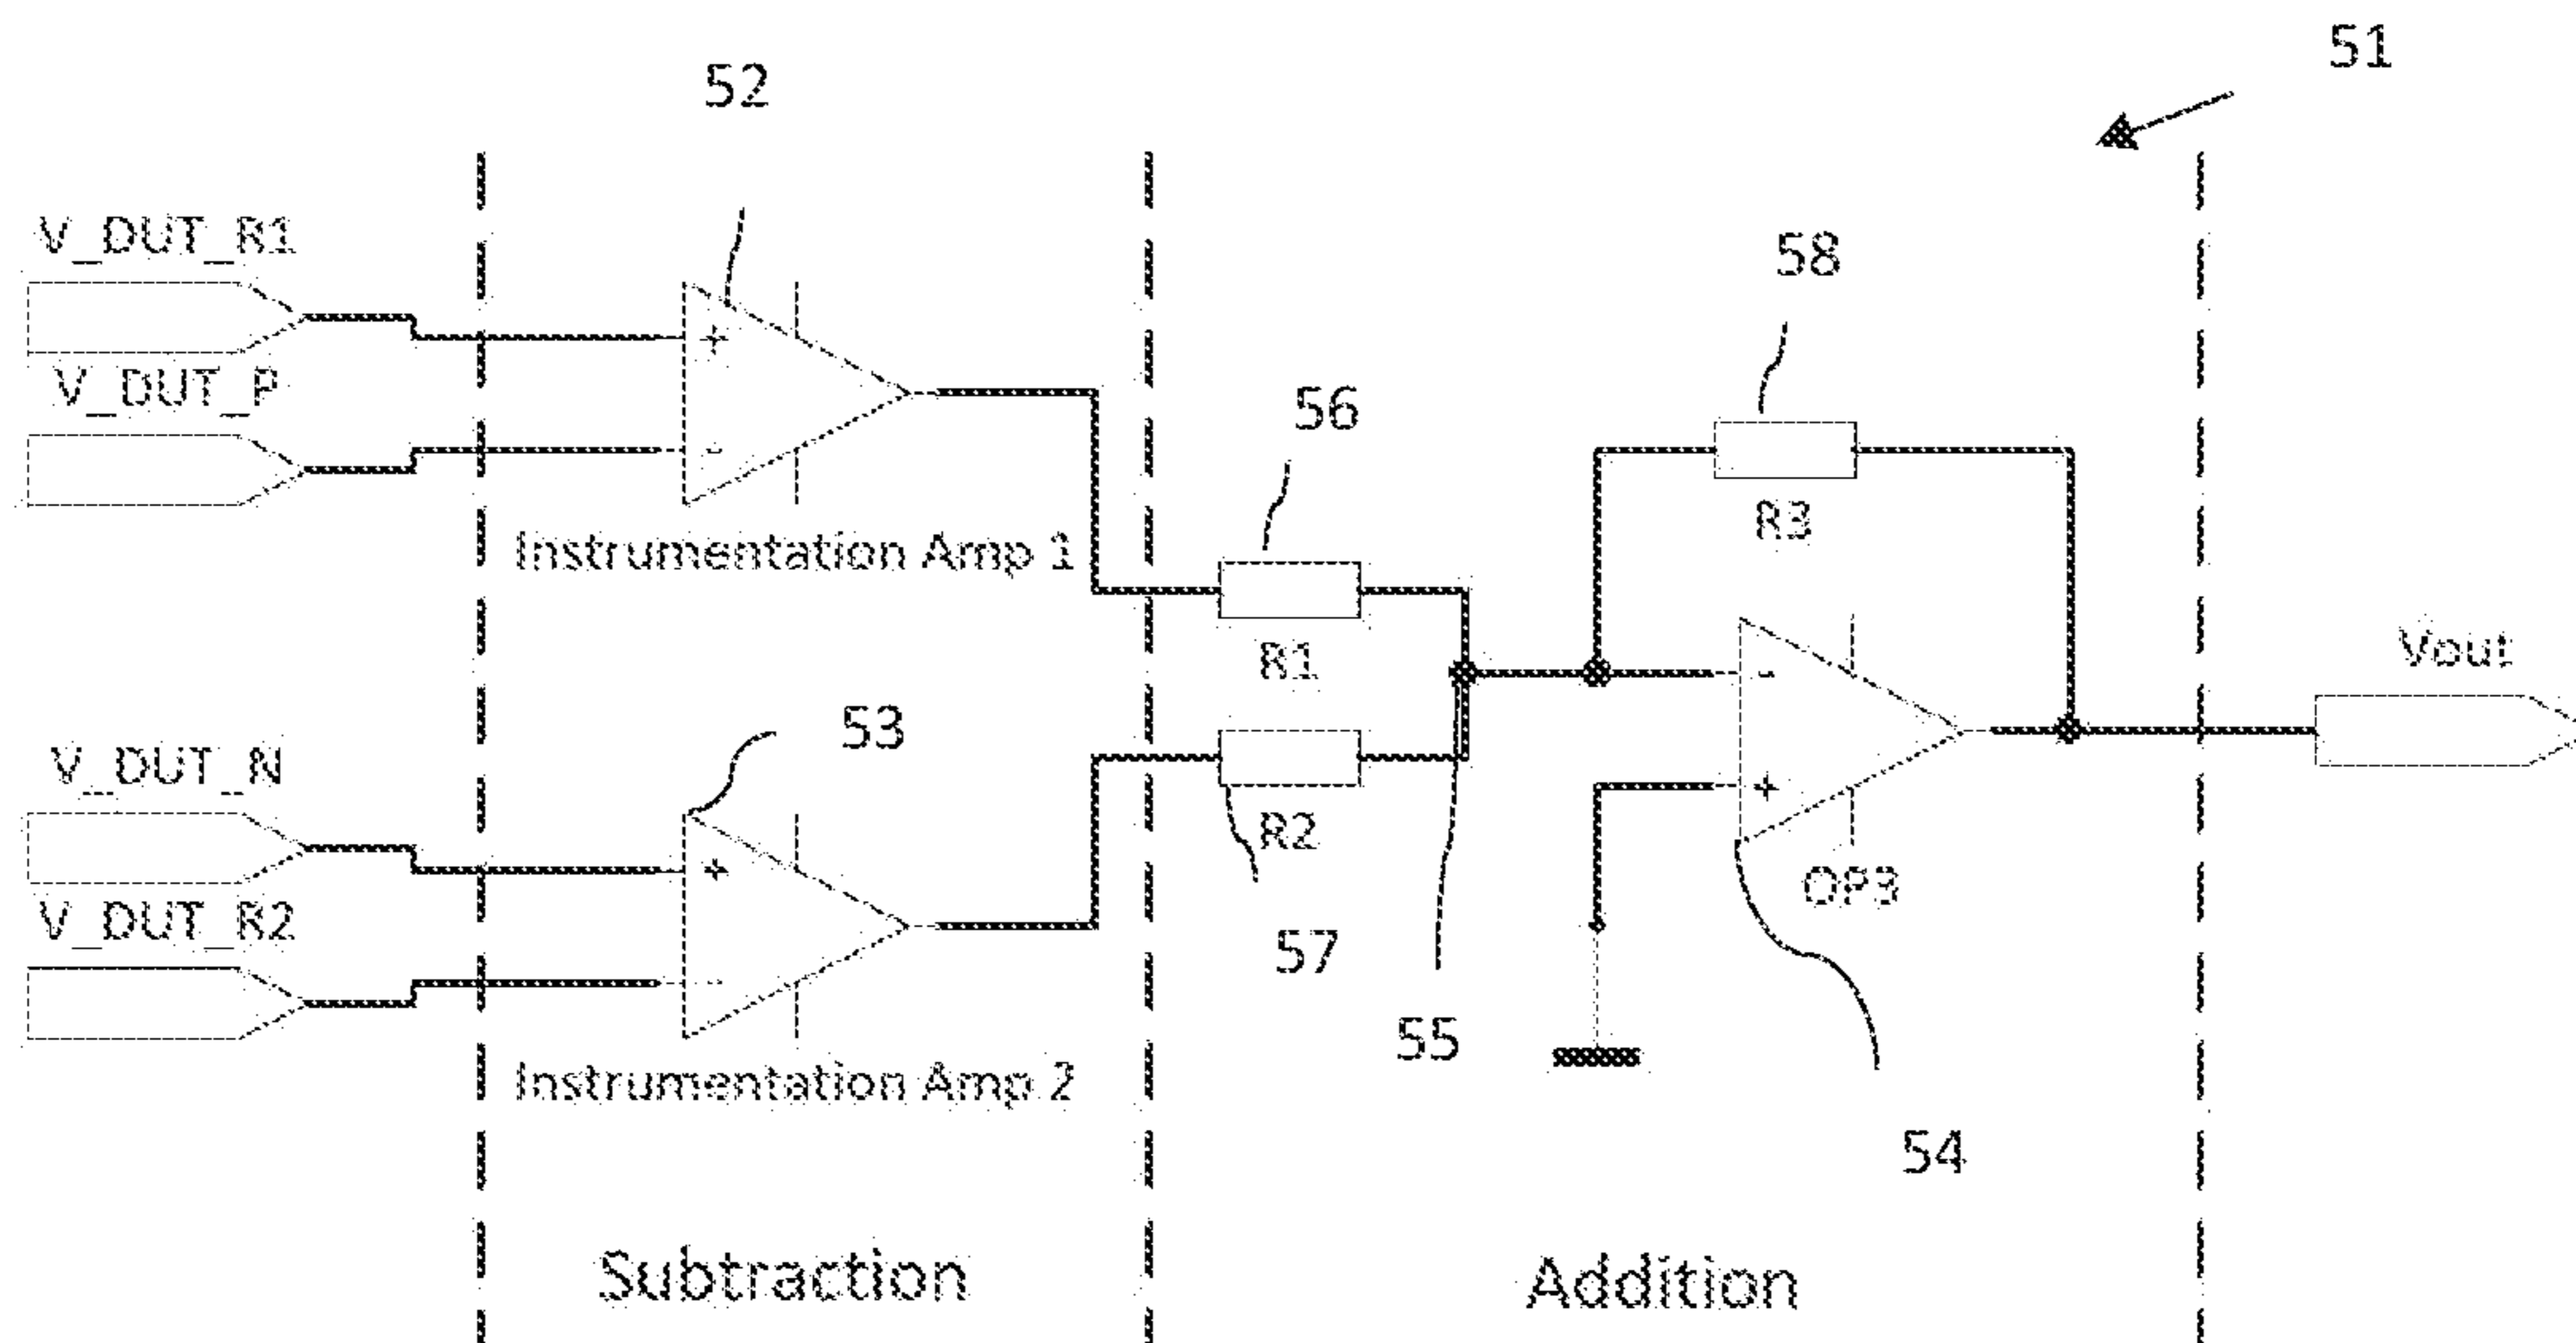 51
52
V_DUT_R1
58
V_DUT_P
56
R3
Instrumentation Amp 1
R1
Vout
53
V_DUT_N
R2
OP3
V_DUT_R2
57
55
Instrumentation Amp 2
54
Subtraction
Addition